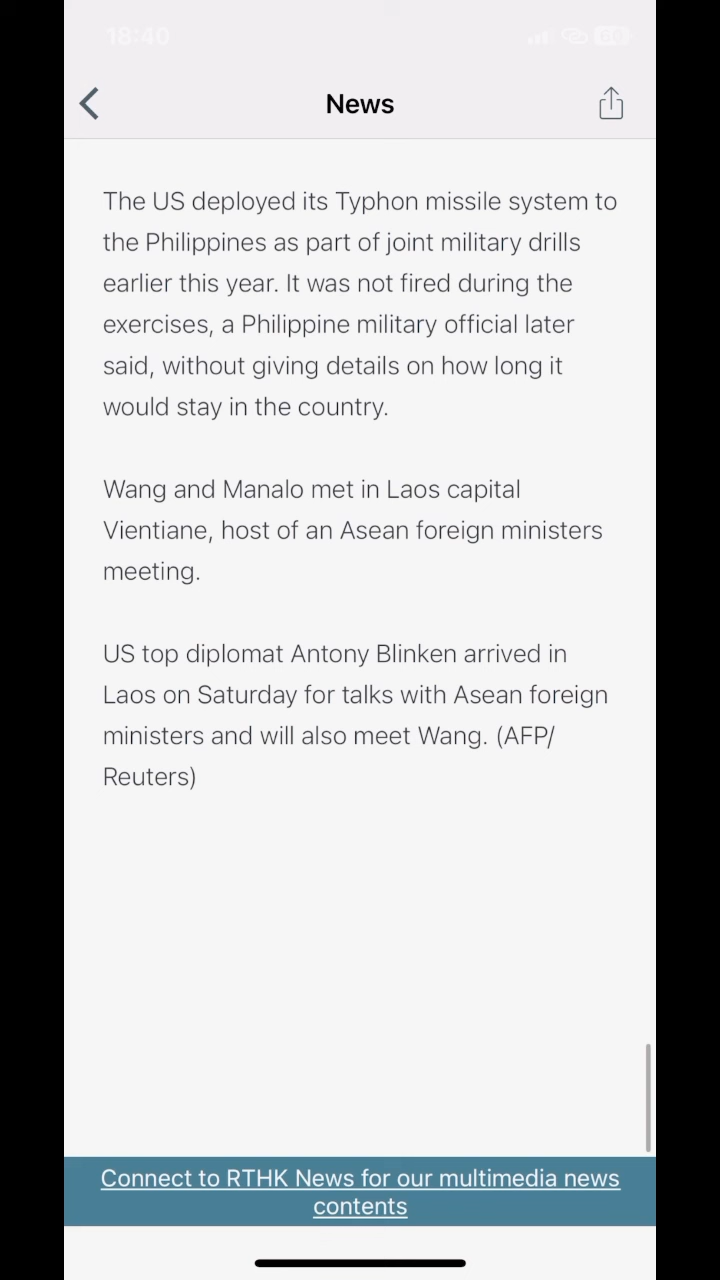 18:40
60
News
The US deployed its Typhon missile system to
the Philippines as part of joint military drills
earlier this year. It was not fired during the
exercises, a Philippine military official later
said, without giving details on how long it
would stay in the country.
Wang and Manalo met in Laos capital
Vientiane, host of an Asean foreign ministers
meeting.
US top diplomat Antony Blinken arrived in
Laos on Saturday for talks with Asean foreign
ministers and will also meet Wang. (AFP/
Reuters)
Connect to RTHK News for our multimedia news
contents